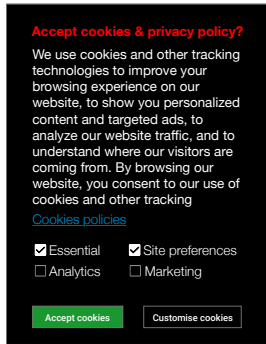 Accept cookies & privacy policy?
We use cookies and other tracking
technologies to improve your
browsing experience on our
website, to show you personalized
content and targeted ads, to
analyze our website traffic, and to
understand where our visitors are
coming from. By browsing our
website, you consent to our use of
cookies and other tracking
Cookies policies
Essential Site preferences
Analytics Marketing
Accept cookies Customise cookies